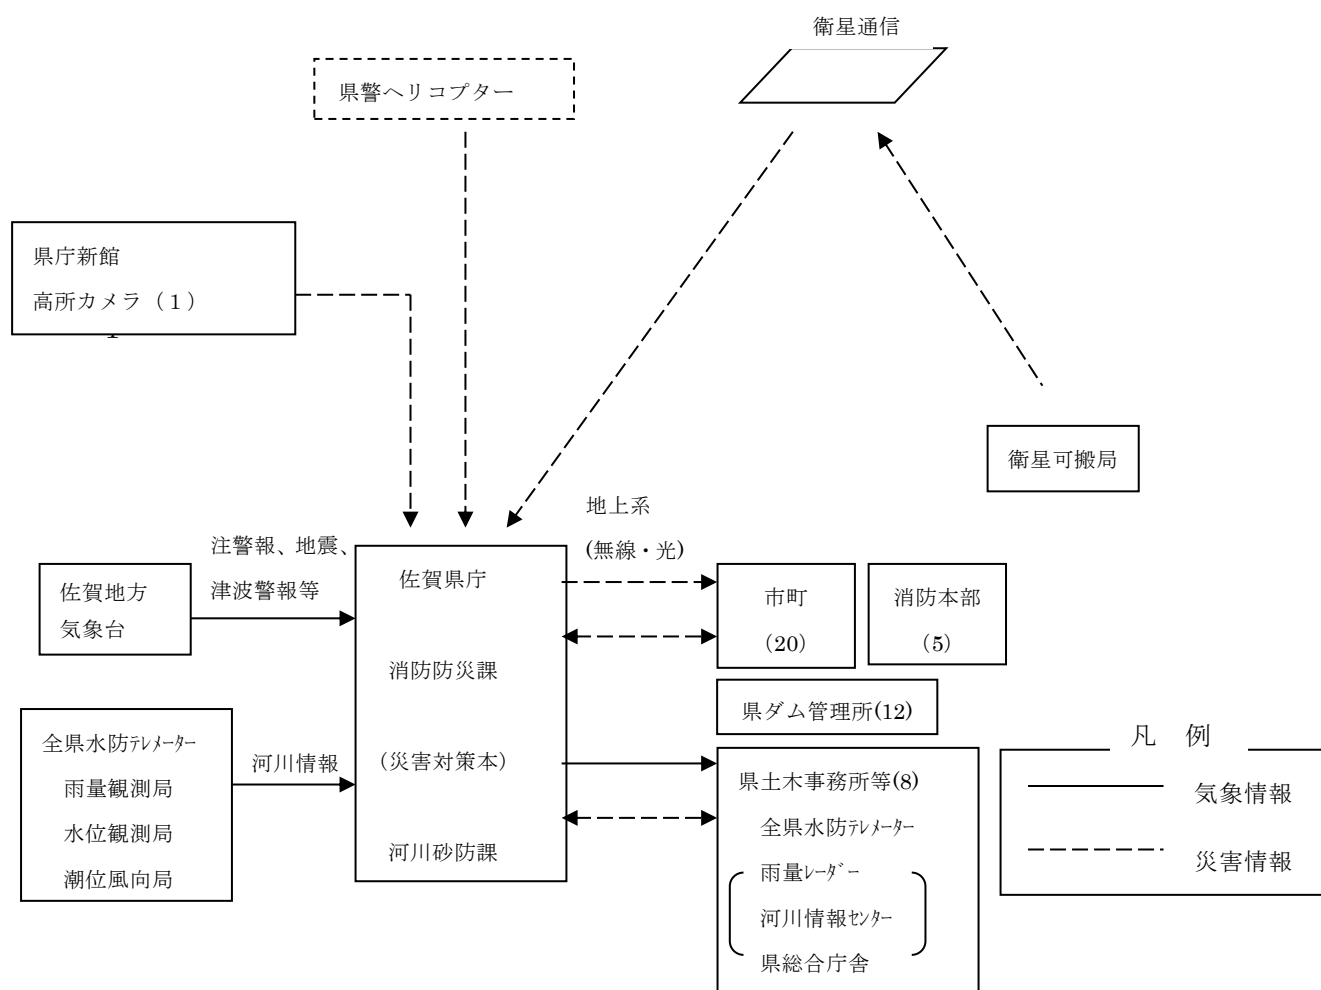 衛星通信
県警ヘリコプター
県庁新館
高所カメラ（１）
衛星可搬局
地上系
(無線・光)
注警報、地震、
津波警報等
佐賀地方
気象台
佐賀県庁
消防防災課
(災害対策本)
河川砂防課
市町
（20）
消防本部
（5）
県ダム管理所(12)
全県水防ﾃﾚﾒｰﾀｰ
雨量観測局
水位観測局
潮位風向局
河川情報
県土木事務所等(8)
全県水防ﾃﾚﾒｰﾀｰ
雨量ﾚｰﾀﾞｰ
河川情報ｾﾝﾀｰ
県総合庁舎
凡　例
気象情報
災害情報